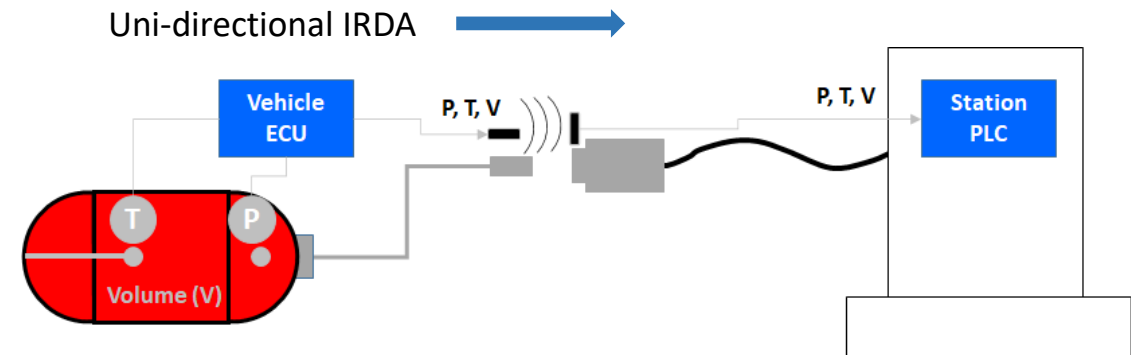 Uni-directional IRDA
Vehicle
ECU
P, T, V
P, T, V
Station
PLC
T
P
Volume (V)